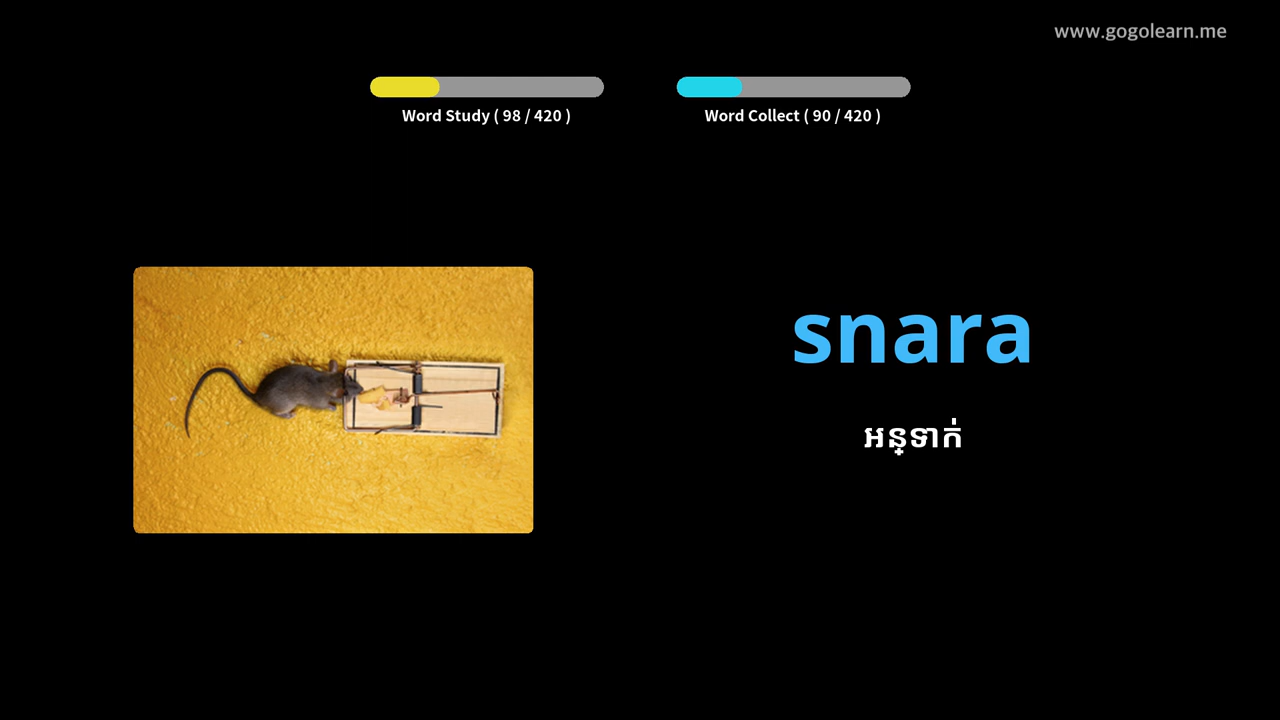 www.gogolearn.me
Word Study ( 98 / 420 )
Word Collect ( 90 / 420 )
snara
អន្ទាក់